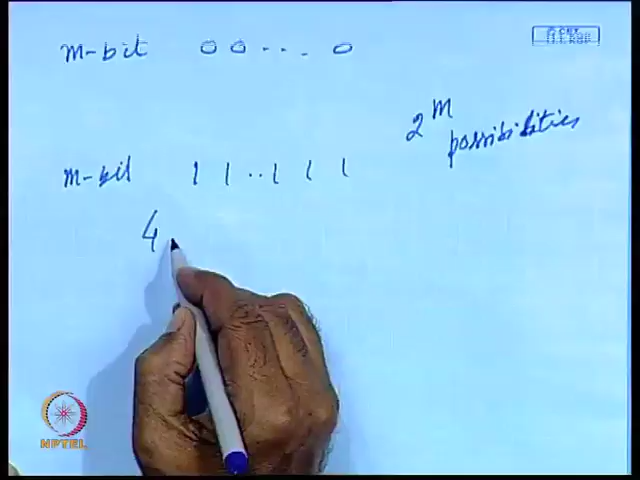 m-bit 0 0 ... 0
2^m possibilities
m-bit 1 1 .. 1 1 1
4
NPTEL